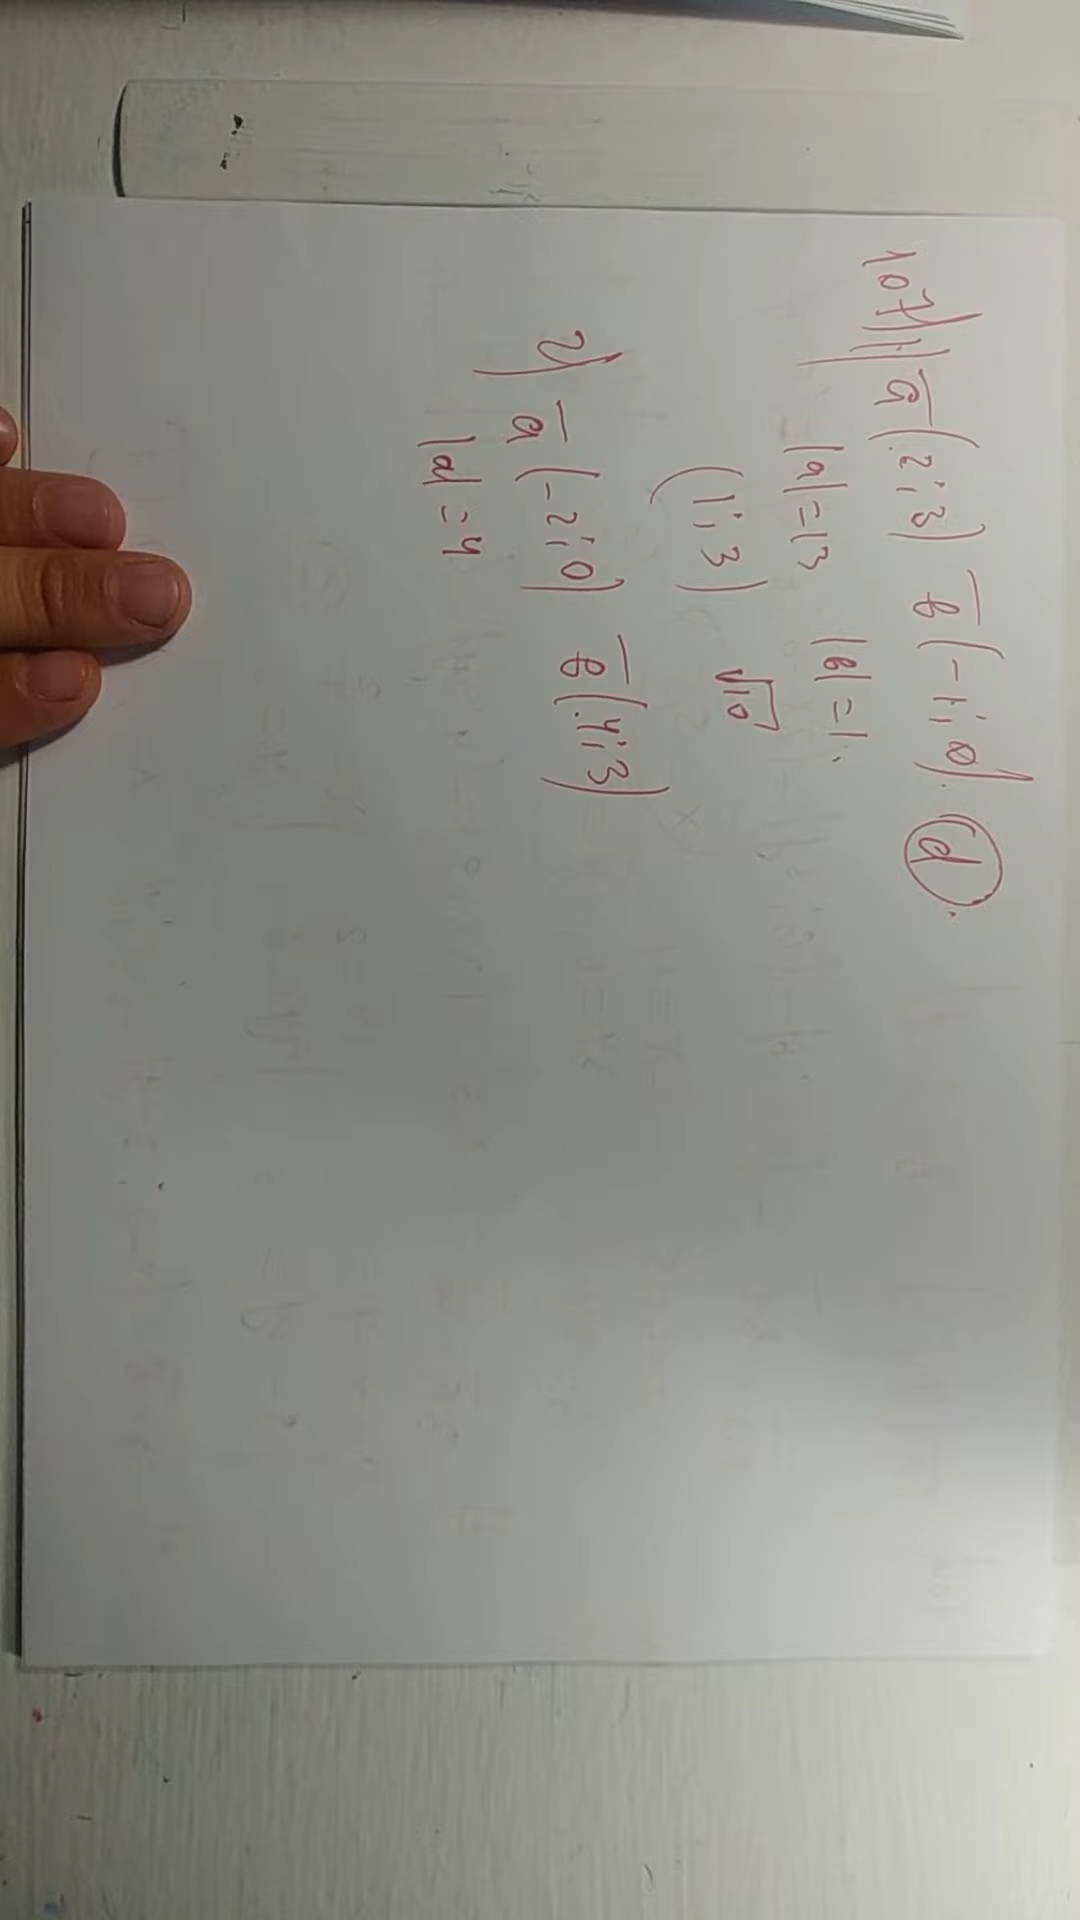 107) 1) a̅ (2; 3) b̅ (-1; 0). (d).
|a| = 13 |b| = 1.
(1; 3) √10
2) a̅ (-2; 0) b̅ (4; 3)
|a| = 4